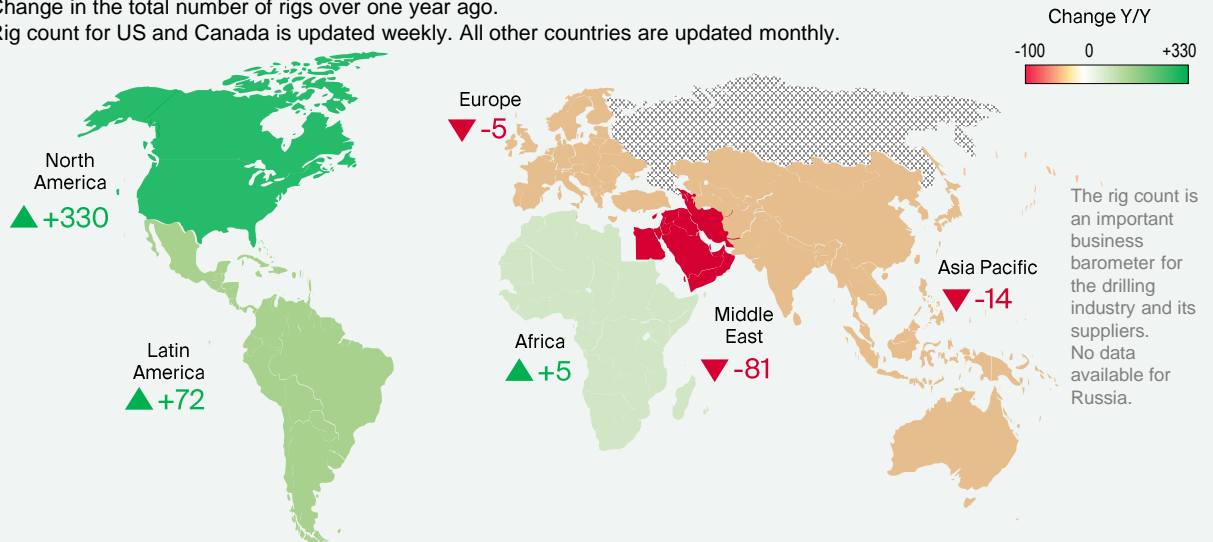 Change in the total number of rigs over one year ago.
Rig count for US and Canada is updated weekly. All other countries are updated monthly.
Change Y/Y
-100 0 +330
Europe
-5
North
America
+330
Latin
America
+72
Africa
+5
Middle
East
-81
Asia Pacific
-14
The rig count is
an important
business
barometer for
the drilling
industry and its
suppliers.
No data
available for
Russia.